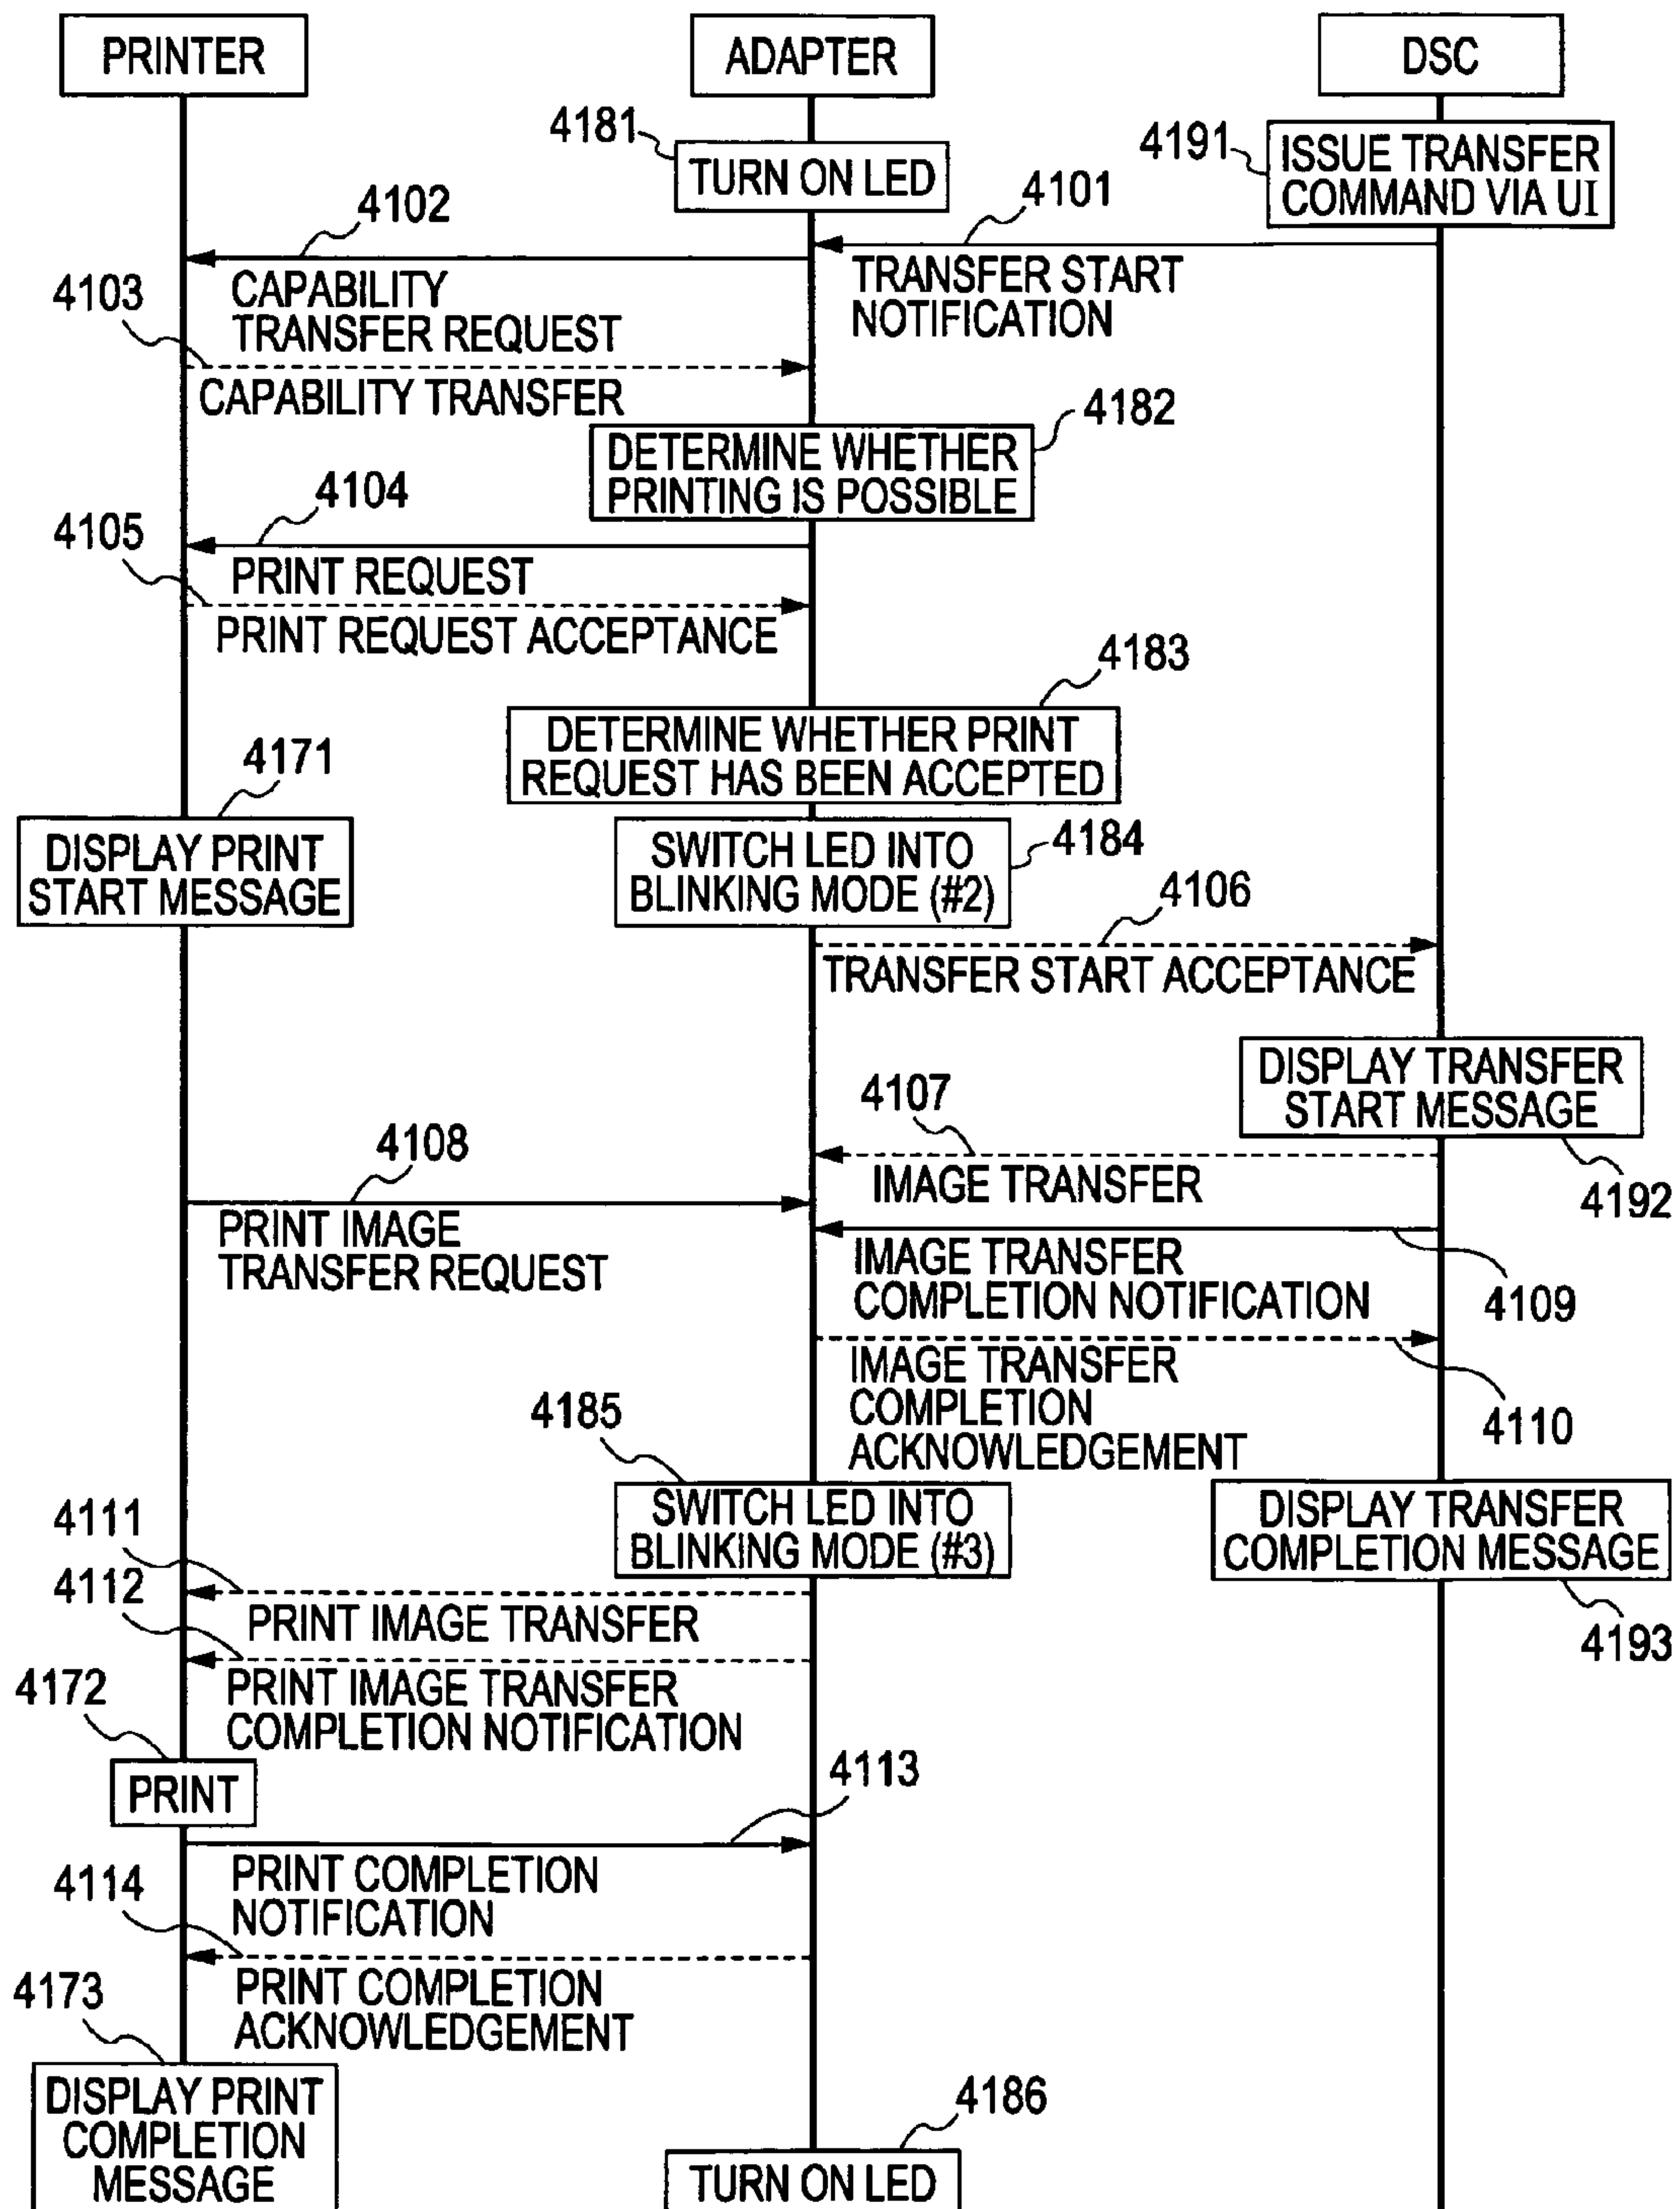 PRINTER
ADAPTER
DSC
4181
TURN ON LED
4191
ISSUE TRANSFER
COMMAND VIA UI
4102
4101
CAPABILITY
TRANSFER REQUEST
TRANSFER START
NOTIFICATION
4103
CAPABILITY TRANSFER
4182
DETERMINE WHETHER
PRINTING IS POSSIBLE
4104
4105
PRINT REQUEST
PRINT REQUEST ACCEPTANCE
4183
DETERMINE WHETHER PRINT
REQUEST HAS BEEN ACCEPTED
4171
DISPLAY PRINT
START MESSAGE
SWITCH LED INTO
BLINKING MODE (#2)
4184
4106
TRANSFER START ACCEPTANCE
DISPLAY TRANSFER
START MESSAGE
4107
4192
IMAGE TRANSFER
4108
PRINT IMAGE
TRANSFER REQUEST
IMAGE TRANSFER
COMPLETION NOTIFICATION
4109
IMAGE TRANSFER
COMPLETION
ACKNOWLEDGEMENT
4110
4185
SWITCH LED INTO
BLINKING MODE (#3)
DISPLAY TRANSFER
COMPLETION MESSAGE
4193
4111
4112
PRINT IMAGE TRANSFER
PRINT IMAGE TRANSFER
COMPLETION NOTIFICATION
4172
PRINT
4113
PRINT COMPLETION
NOTIFICATION
4114
PRINT COMPLETION
ACKNOWLEDGEMENT
4173
DISPLAY PRINT
COMPLETION
MESSAGE
4186
TURN ON LED